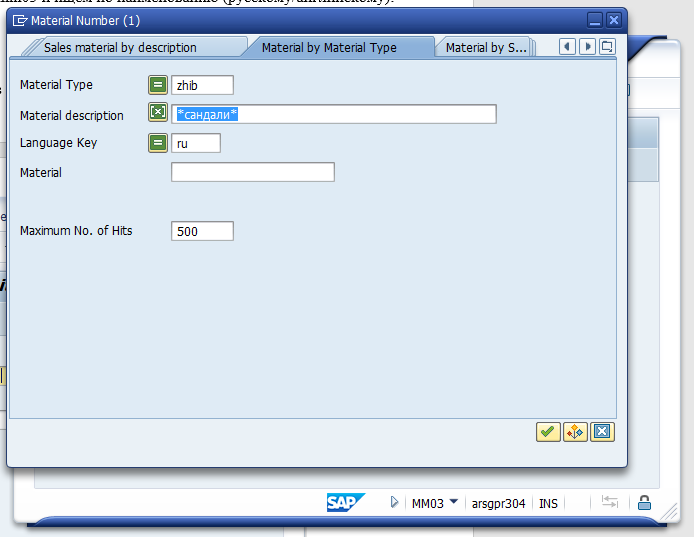 Material Number (1)
Sales material by description
Material by Material Type
Material by S...
Material Type
zhib
Material description
*сандали*
Language Key
ru
Material
Maximum No. of Hits
500
SAP
MM03
arsgpr304
INS